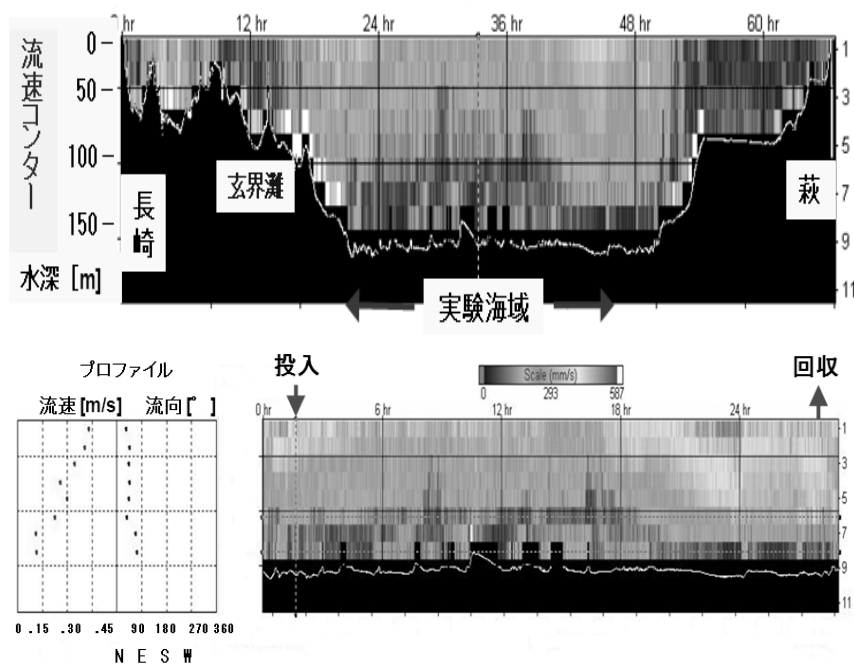 0 hr 12 hr 24 hr 36 hr 48 hr 60 hr
流速コンター
0
50
100
150
水深 [m]
1
3
5
7
9
11
長崎
玄界灘
萩
実験海域
プロファイル
流速[m/s] 流向[°]
0 .15 .30 .45 90 180 270 360
N E S W
投入
回収
Scale (mm/s)
0 293 587
0 hr 6 hr 12 hr 18 hr 24 hr
1
3
5
7
9
11